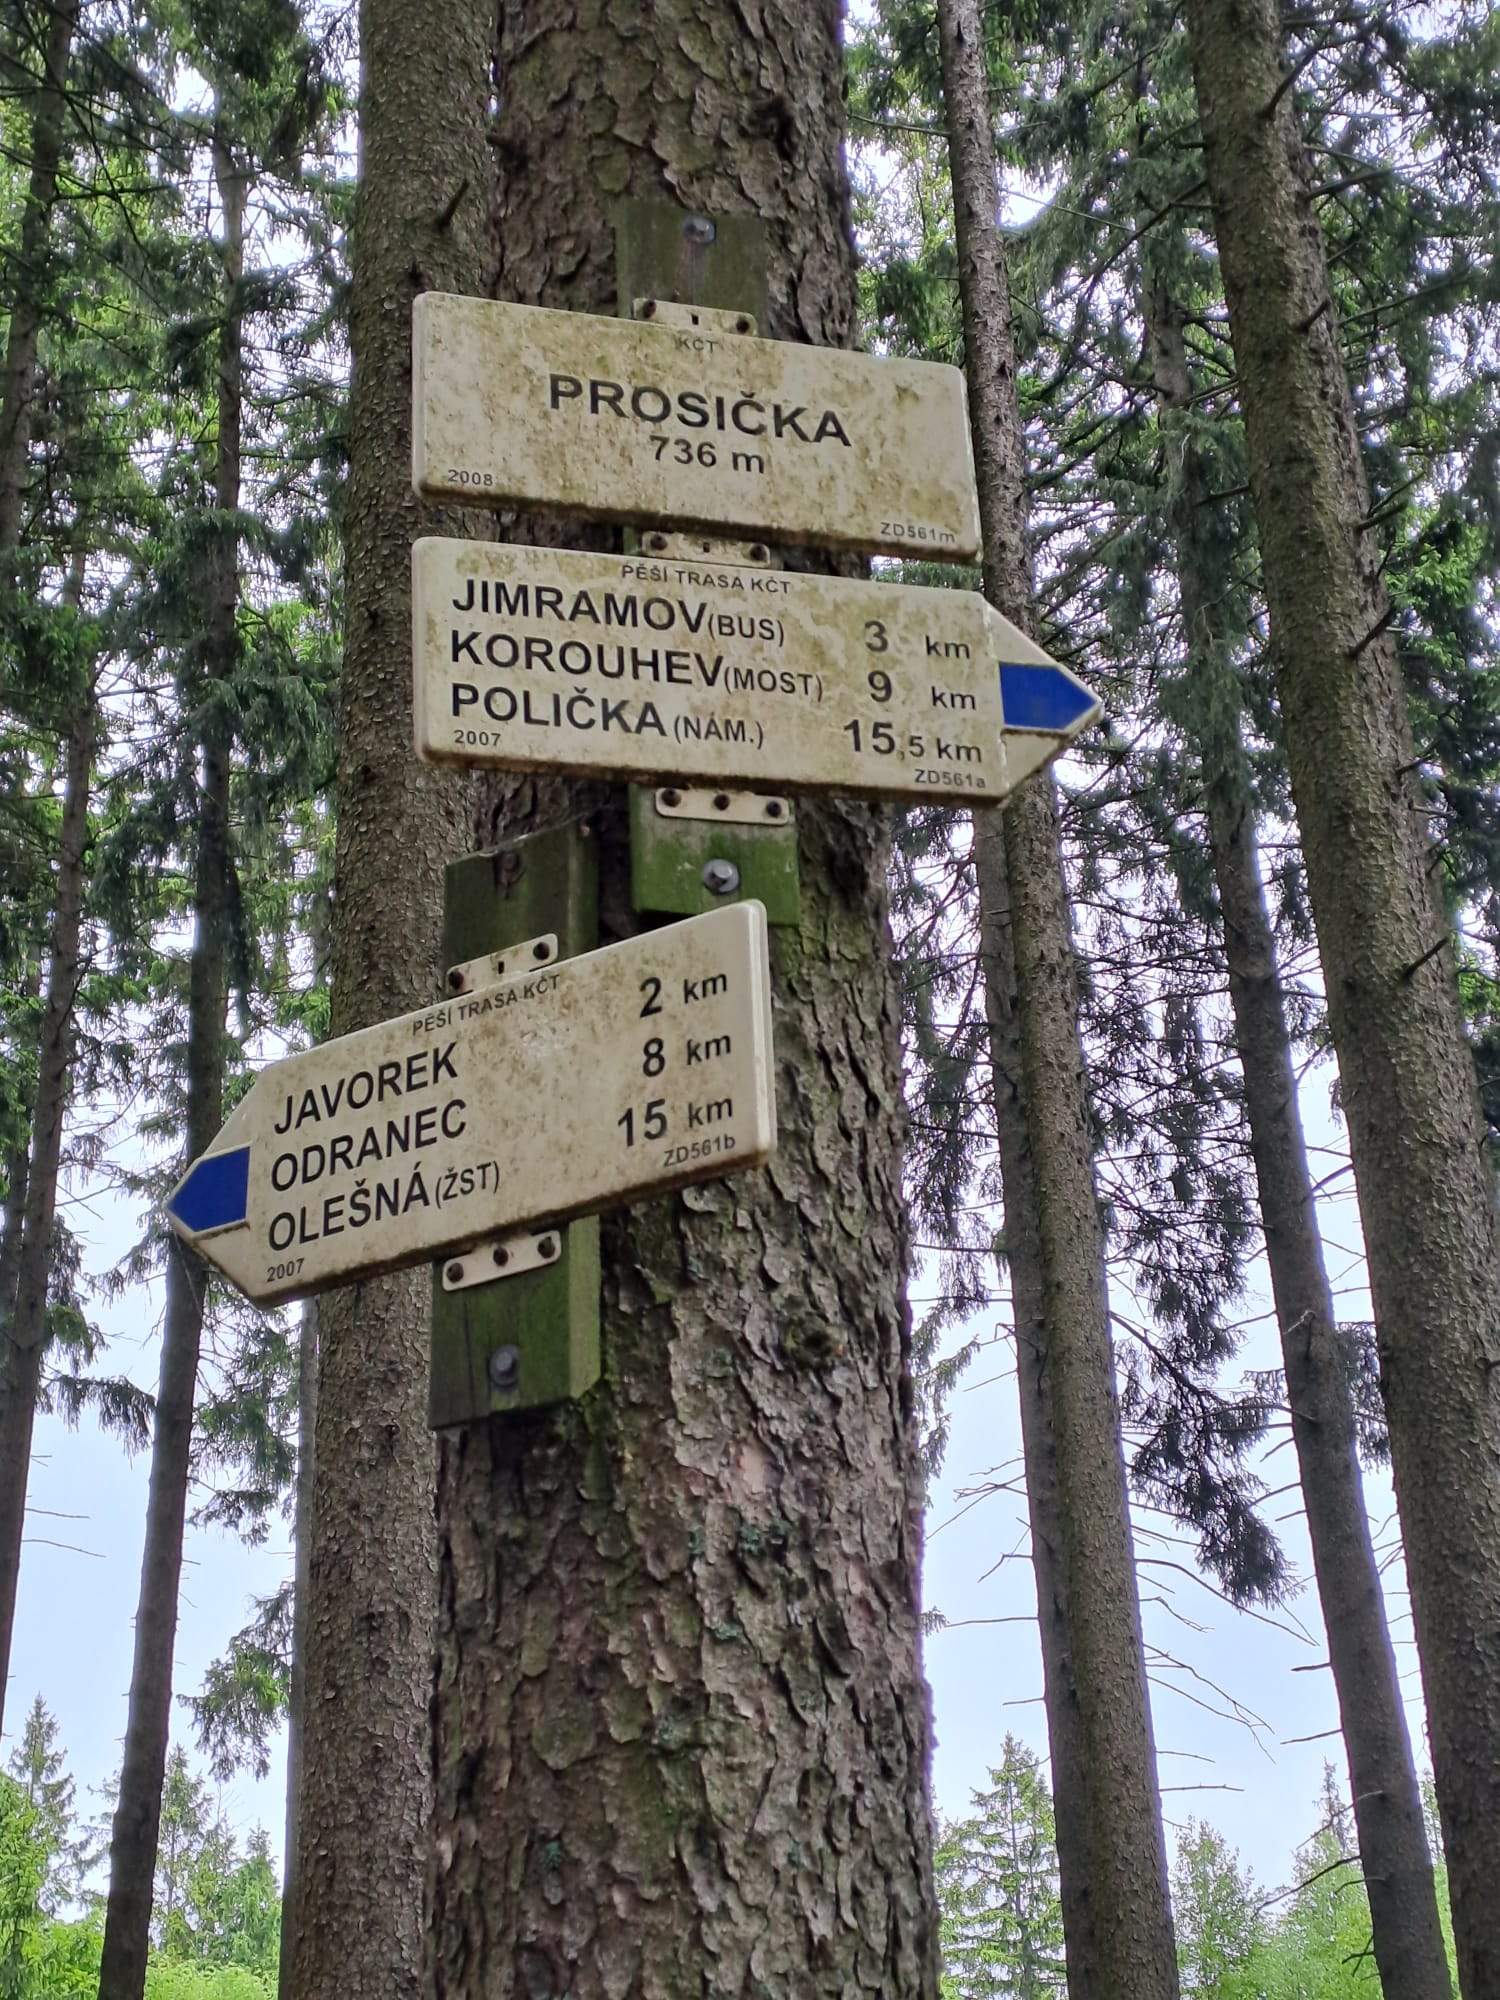 KČT
PROSIČKA
736 m
2008
ZD561m
PĚŠÍ TRASA KČT
JIMRAMOV(BUS) 3 km
KOROUHEV(MOST) 9 km
POLIČKA(NÁM.) 15,5 km
2007
ZD561a
PĚŠÍ TRASA KČT
JAVOREK 2 km
ODRANEC 8 km
OLEŠNÁ(ŽST) 15 km
2007
ZD561b